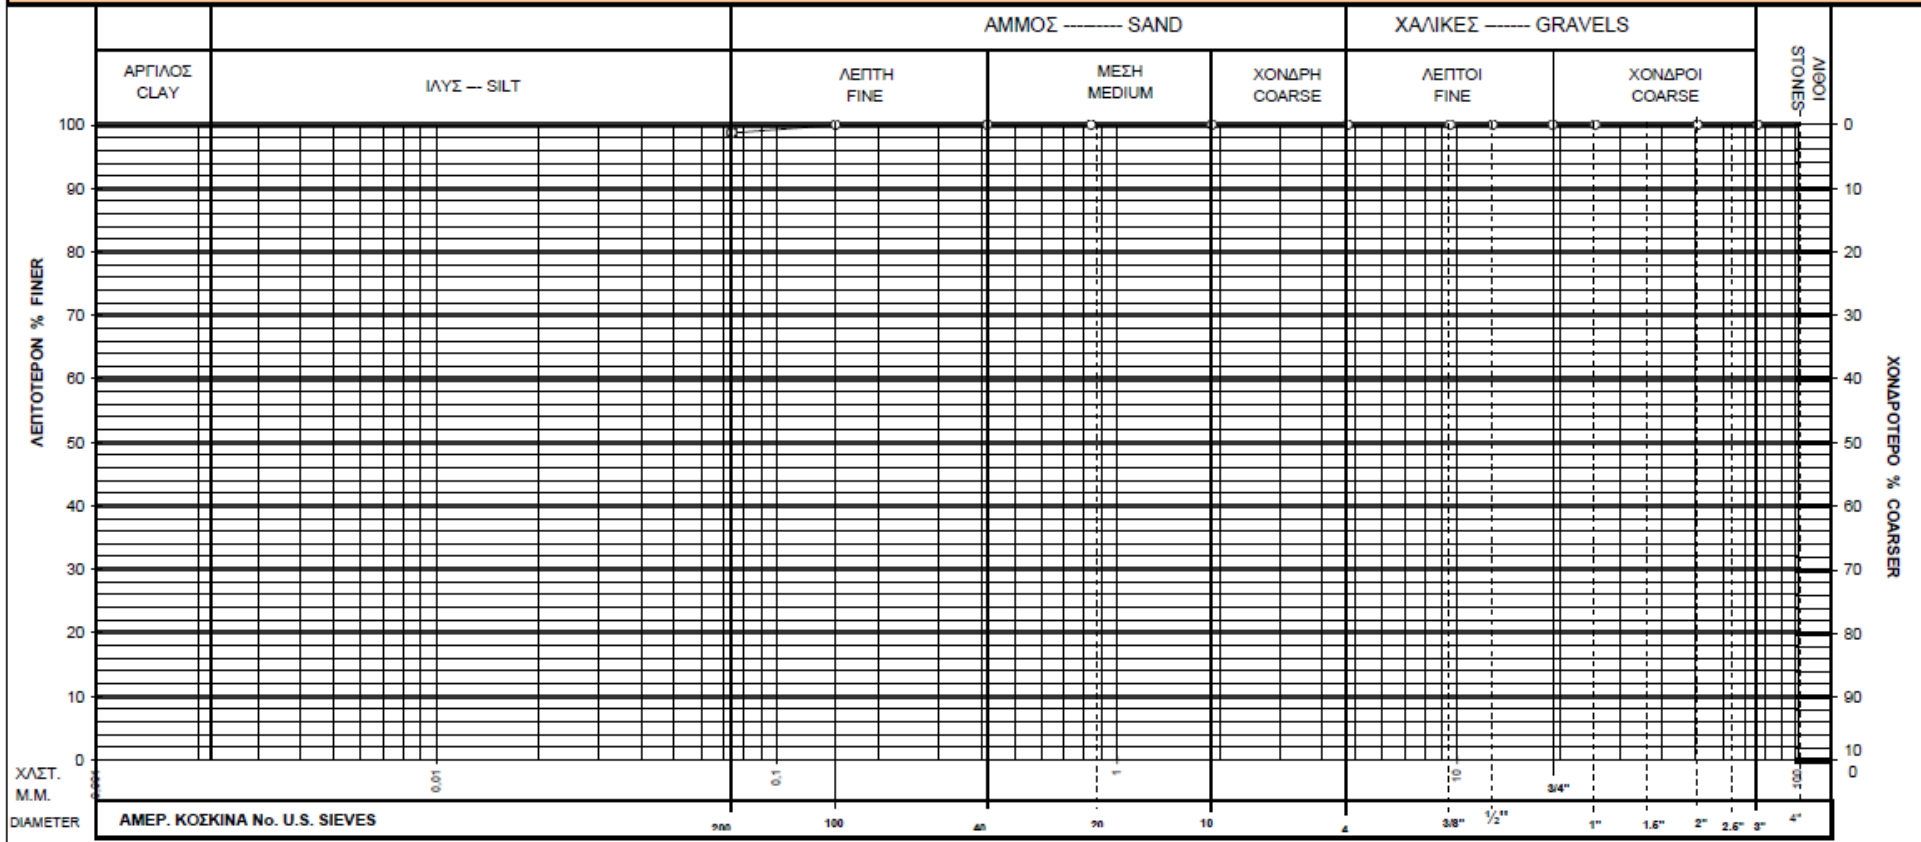 ΑΜΜΟΣ ---------- SAND
ΧΑΛΙΚΕΣ ------- GRAVELS
ΑΡΓΙΛΟΣ
CLAY
ΙΛΥΣ --- SILT
ΛΕΠΤΗ
FINE
ΜΕΣΗ
MEDIUM
ΧΟΝΔΡΗ
COARSE
ΛΕΠΤΟΙ
FINE
ΧΟΝΔΡΟΙ
COARSE
ΛΙΘΟΙ
STONES
ΛΕΠΤΟΤΕΡΟΝ % FINER
100
90
80
70
60
50
40
30
20
10
0
0
10
20
30
40
50
60
70
80
90
10
0
ΧΟΝΔΡΟΤΕΡΟ % COARSER
ΧΛΣΤ.
M.M.
0.001
0.01
0.1
1
10
3/4"
100
DIAMETER
ΑΜΕΡ. ΚΟΣΚΙΝΑ No. U.S. SIEVES
200
100
40
20
10
4
3/8"
1/2"
1"
1.5"
2"
2.5"
3"
4"